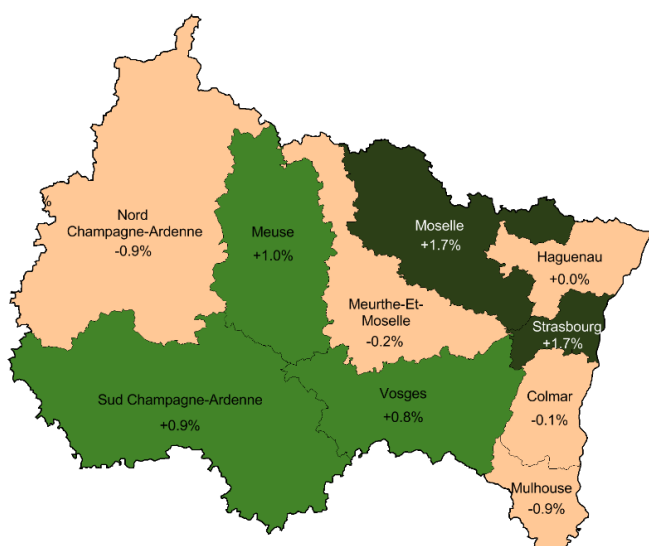 %
Nord
Champagne-Ardenne
-0.9%
Meuse
+1.0%
Moselle
+1.7%
Haguenau
+0.0%
Meurthe-Et-
Moselle
-0.2%
Strasbourg
+1.7%
Sud Champagne-Ardenne
+0.9%
Vosges
+0.8%
Colmar
-0.1%
Mulhouse
-0.9%